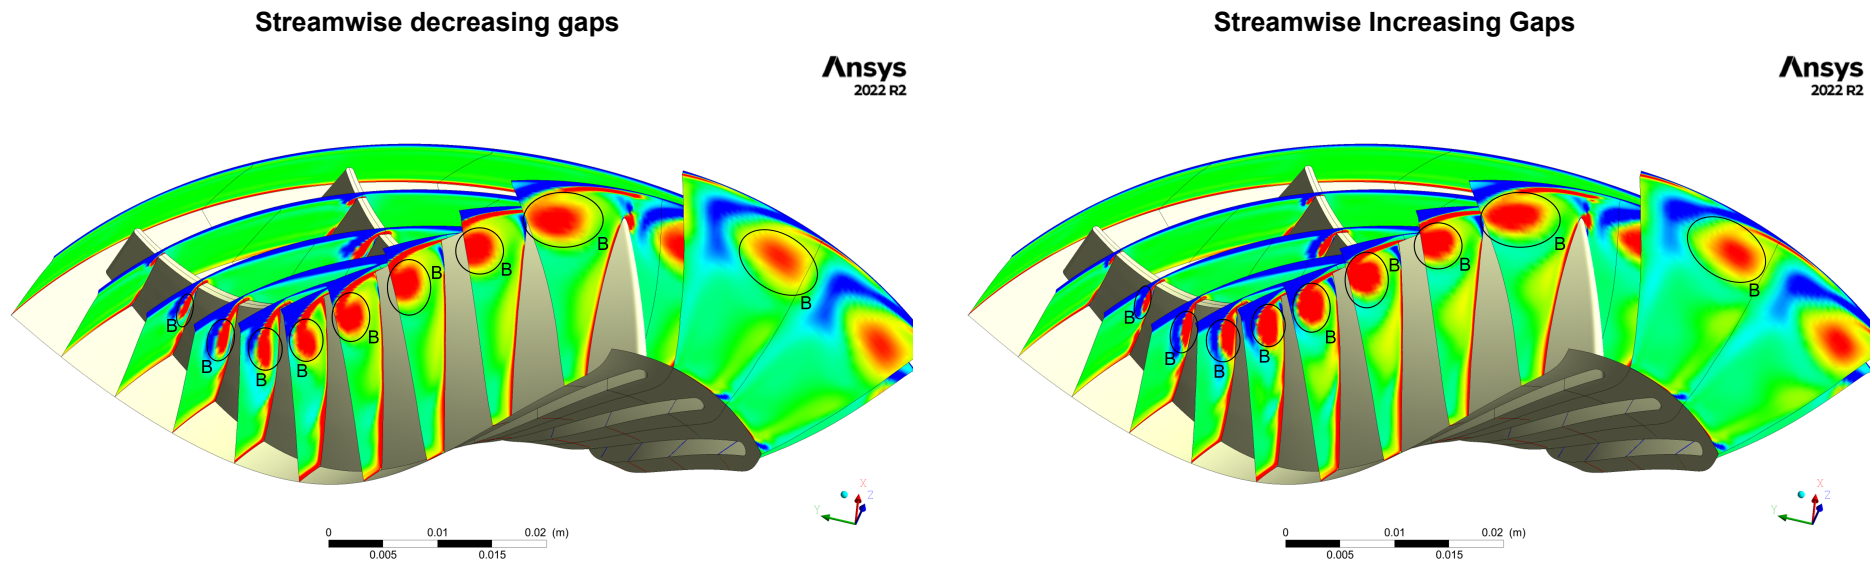 Streamwise decreasing gaps
Ansys
2022 R2
B
B
B
B
B
B
B
B
B
X
Y
Z
0
0.01
0.02 (m)
0.005
0.015
Streamwise Increasing Gaps
Ansys
2022 R2
B
B
B
B
B
B
B
B
B
X
Y
Z
0
0.01
0.02 (m)
0.005
0.015